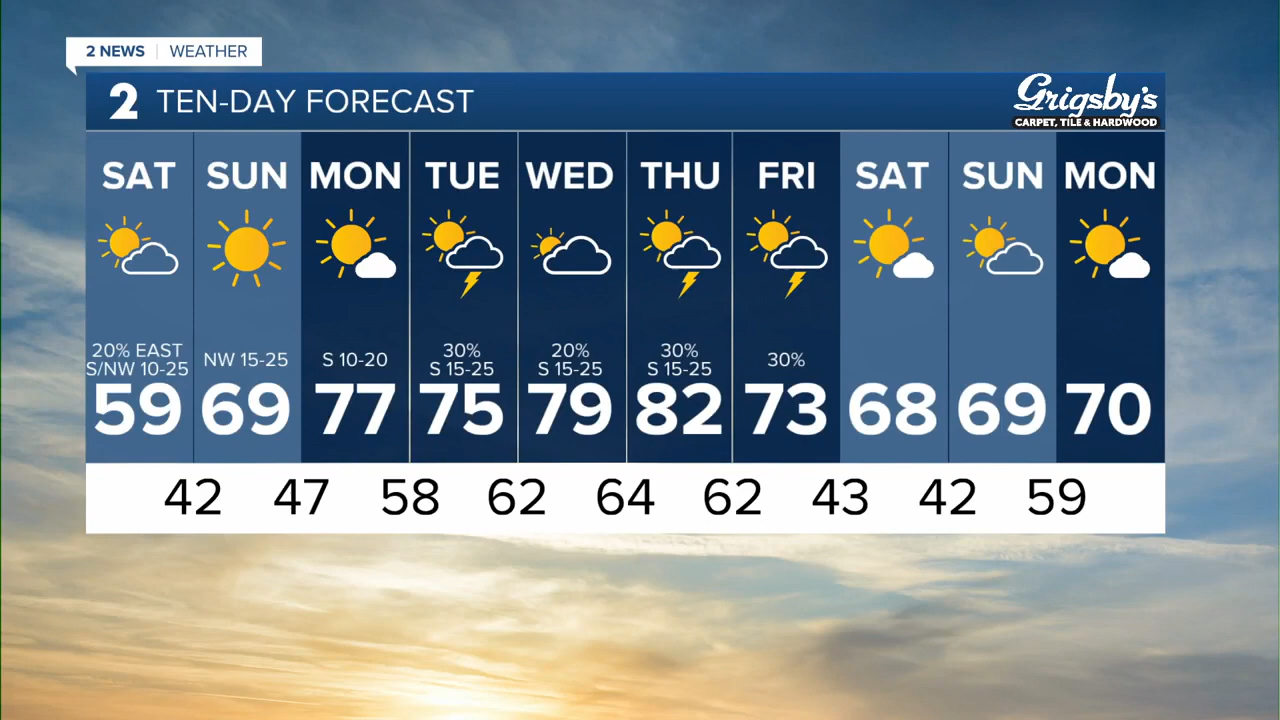 2 NEWS | WEATHER
2 TEN-DAY FORECAST
Grigsby's
CARPET, TILE & HARDWOOD
SAT SUN MON TUE WED THU FRI SAT SUN MON
20% EAST 30% 20% 30%
S/NW 10-25 NW 15-25 S 10-20 S 15-25 S 15-25 S 15-25 30%
59 69 77 75 79 82 73 68 69 70
42 47 58 62 64 62 43 42 59